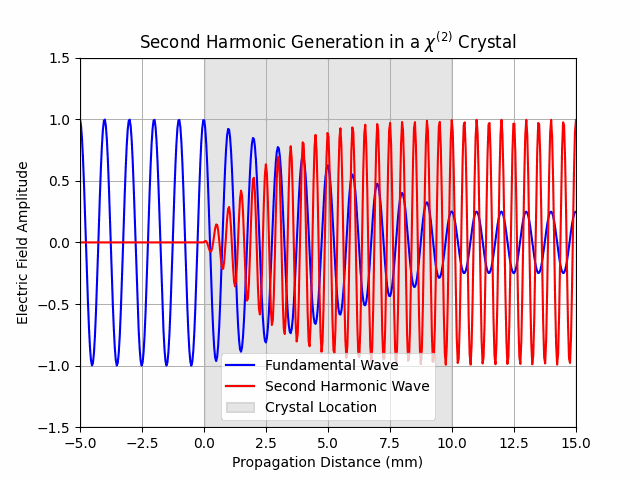 Second Harmonic Generation in a χ(2) Crystal
Electric Field Amplitude
1.5
1.0
0.5
0.0
−0.5
−1.0
−1.5
Fundamental Wave
Second Harmonic Wave
Crystal Location
−5.0 −2.5 0.0 2.5 5.0 7.5 10.0 12.5 15.0
Propagation Distance (mm)